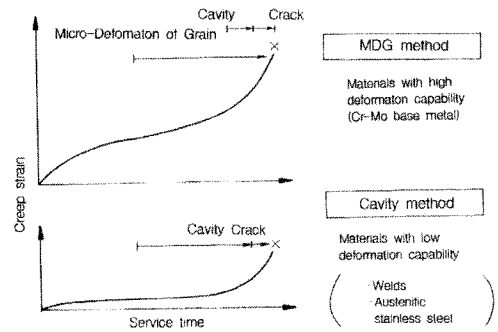 Cavity Crack
Micro-Deformaton of Grain
MDG method
Materials with high
deformaton capability
(Cr-Mo base metal)
Creep strain
Cavity method
Cavity Crack
Materials with low
deformation capability
·Welds
·Austenitic
stainless steel
Service time